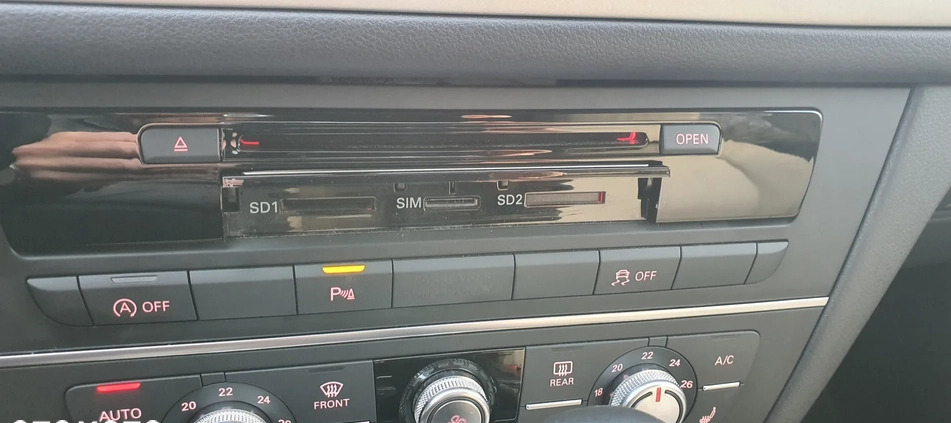 OPEN
SD1 SIM SD2
A OFF P OFF
AUTO 20 22 24 FRONT REAR 18 20 22 24 26 A/C